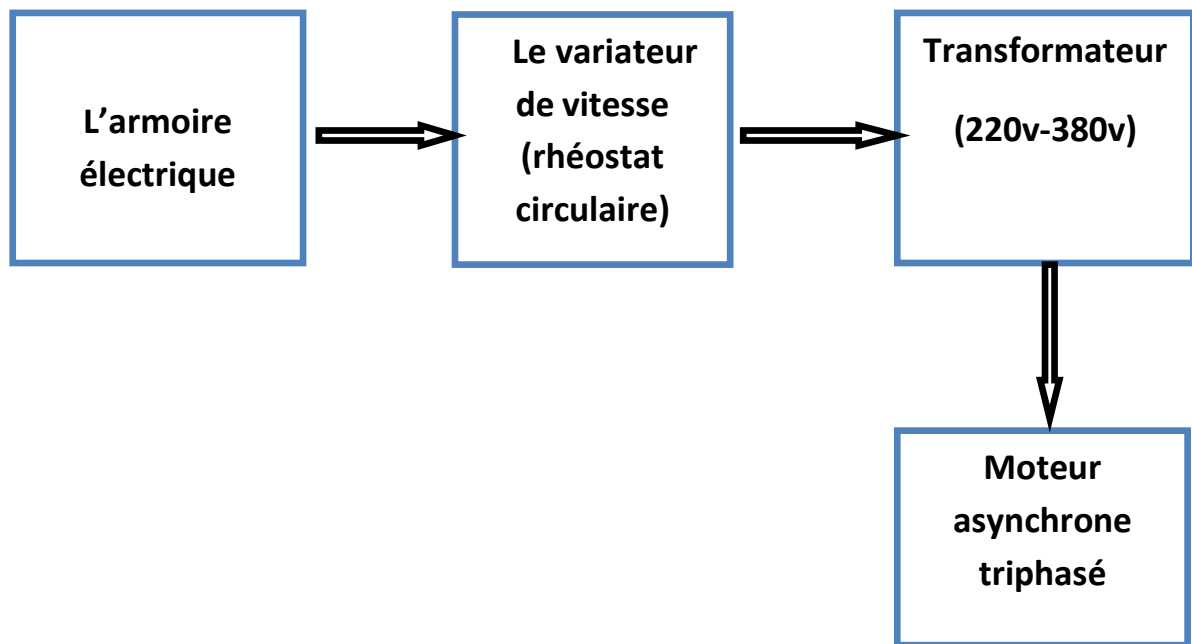 L’armoire
électrique
Le variateur
de vitesse
(rhéostat
circulaire)
Transformateur
(220v-380v)
Moteur
asynchrone
triphasé